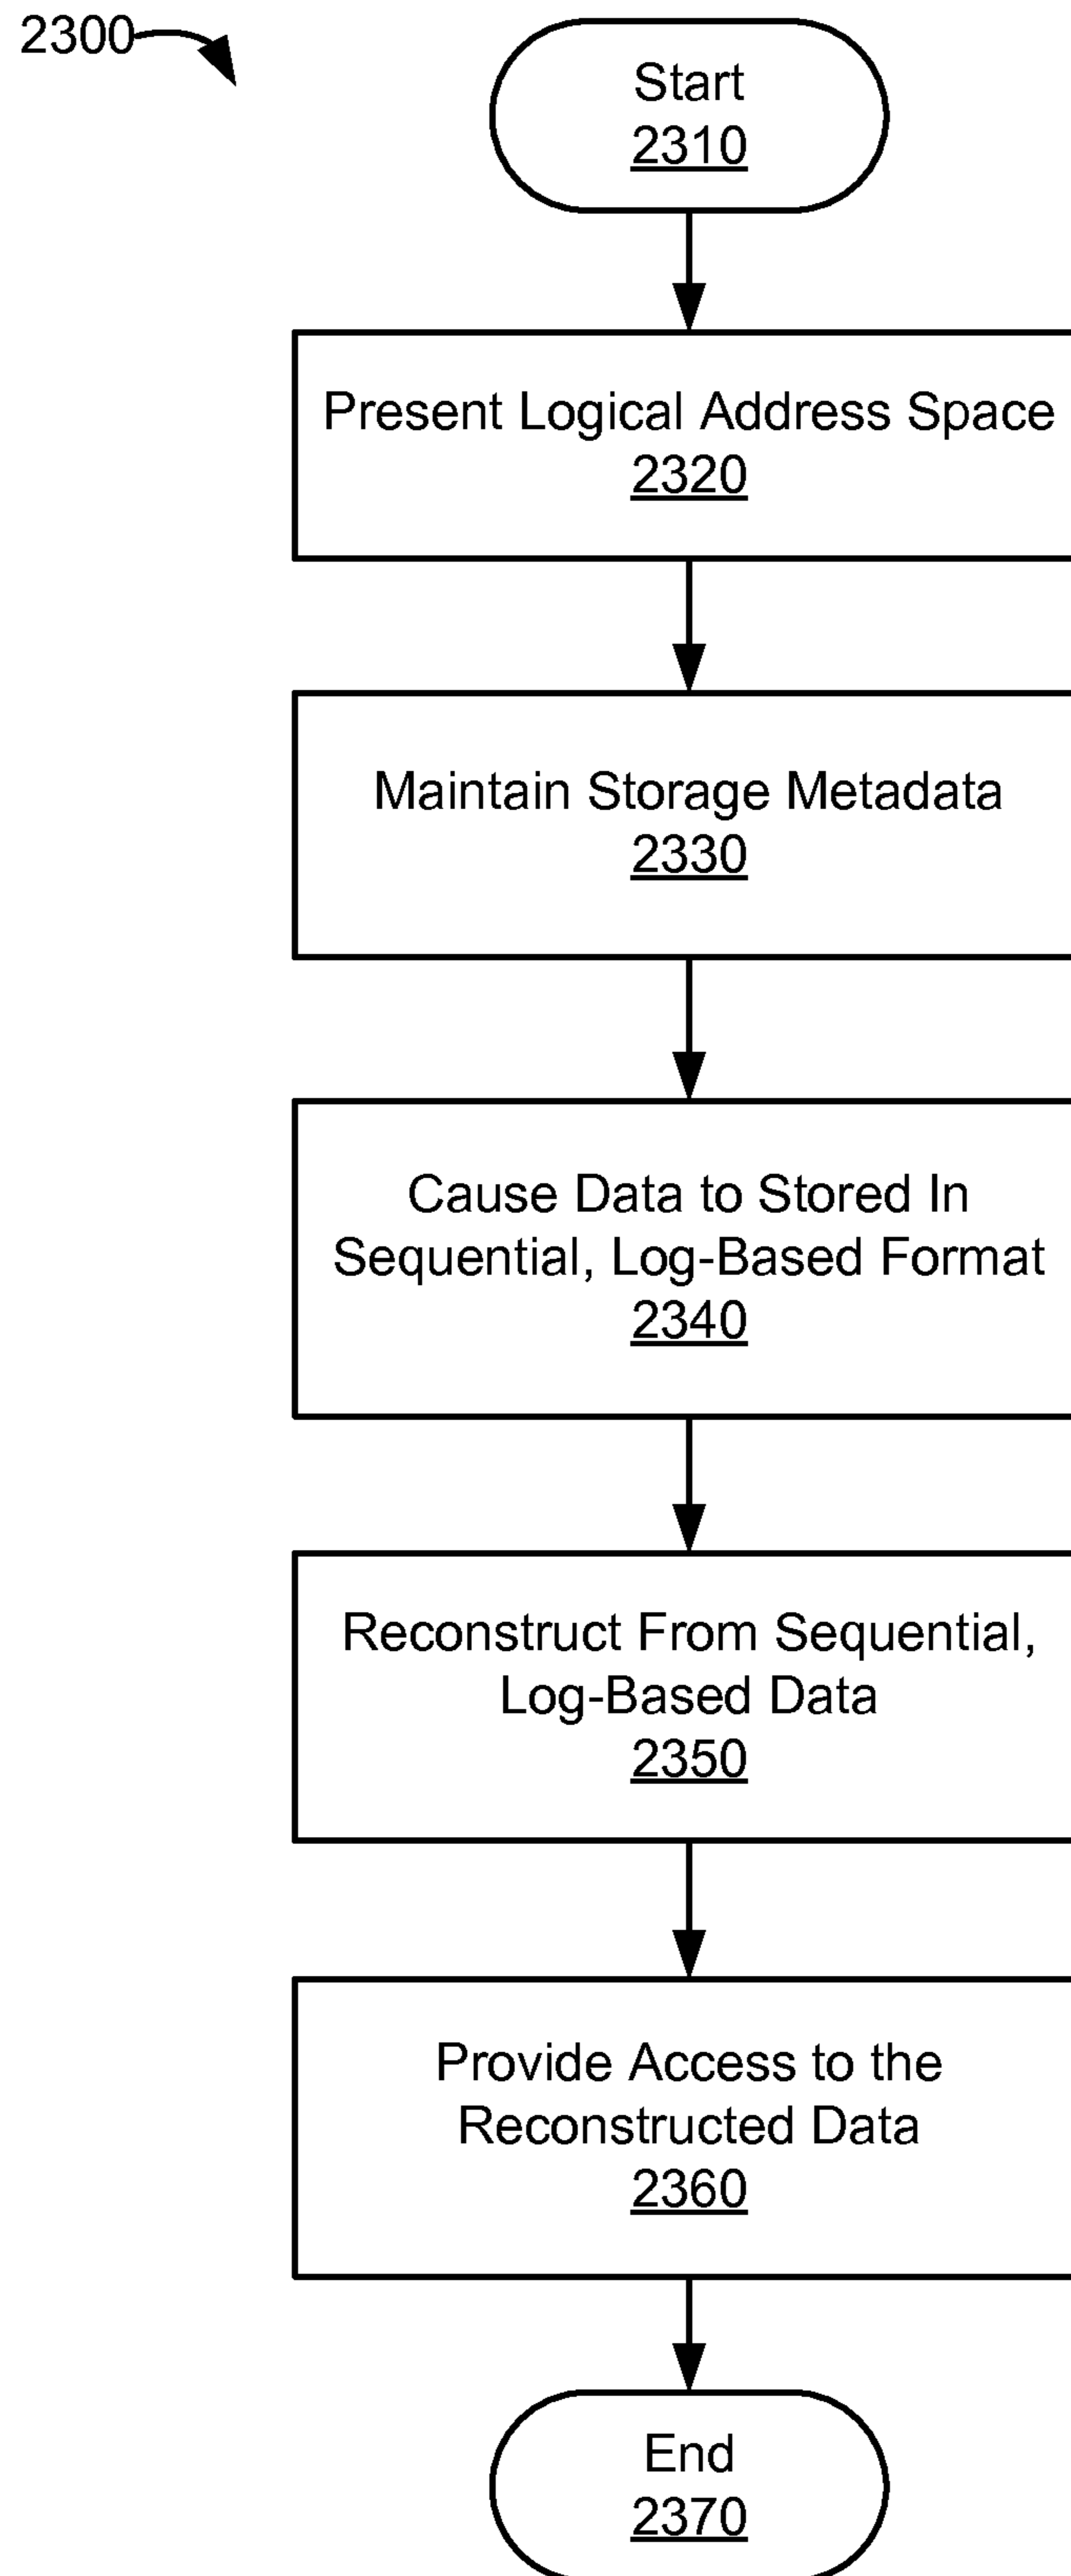 2300
Start
2310
Present Logical Address Space
2320
Maintain Storage Metadata
2330
Cause Data to Stored In
Sequential, Log-Based Format
2340
Reconstruct From Sequential,
Log-Based Data
2350
Provide Access to the
Reconstructed Data
2360
End
2370